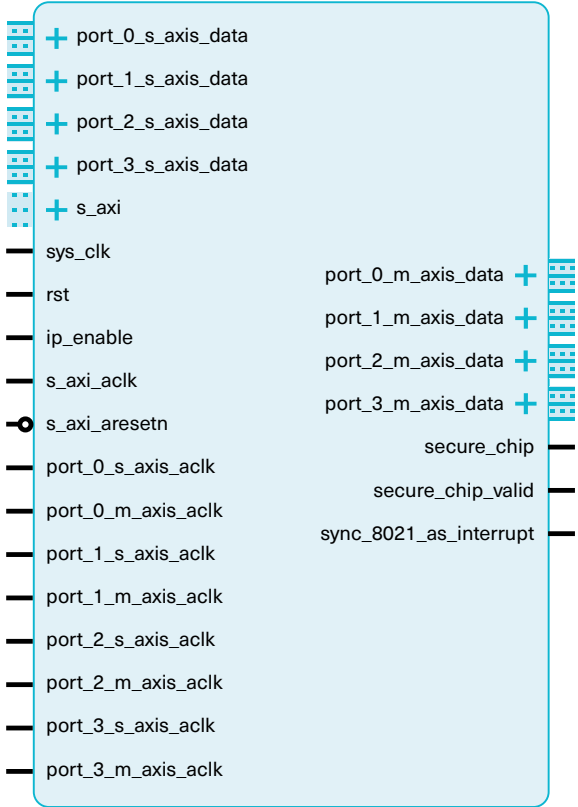 port_0_s_axis_data
port_1_s_axis_data
port_2_s_axis_data
port_3_s_axis_data
s_axi
sys_clk
rst
ip_enable
s_axi_aclk
s_axi_aresetn
port_0_s_axis_aclk
port_0_m_axis_aclk
port_1_s_axis_aclk
port_1_m_axis_aclk
port_2_s_axis_aclk
port_2_m_axis_aclk
port_3_s_axis_aclk
port_3_m_axis_aclk
port_0_m_axis_data
port_1_m_axis_data
port_2_m_axis_data
port_3_m_axis_data
secure_chip
secure_chip_valid
sync_8021_as_interrupt